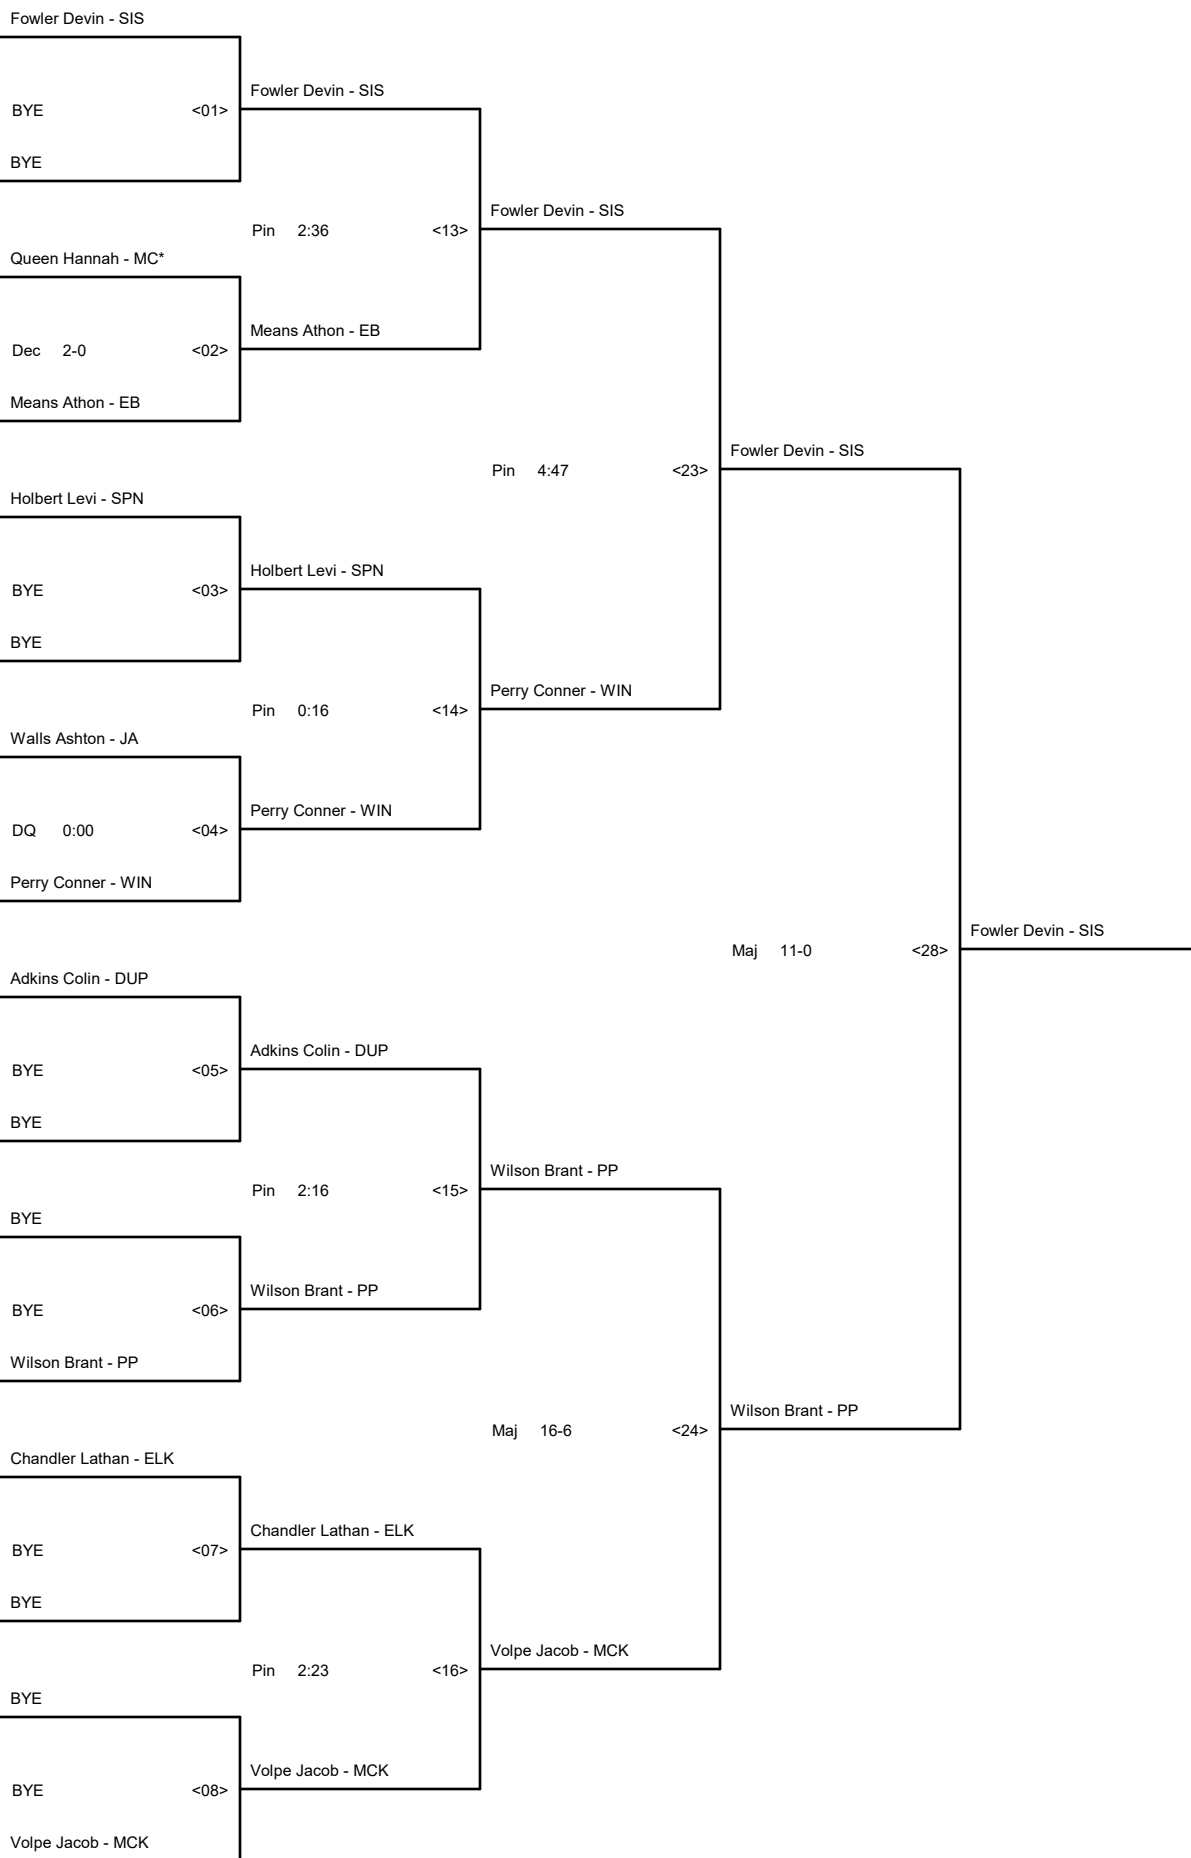 Fowler Devin - SIS
Fowler Devin - SIS
BYE <01>
BYE
Fowler Devin - SIS
Pin 2:36 <13>
Queen Hannah - MC*
Means Athon - EB
Dec 2-0 <02>
Means Athon - EB
Fowler Devin - SIS
Pin 4:47 <23>
Holbert Levi - SPN
Holbert Levi - SPN
BYE <03>
BYE
Perry Conner - WIN
Pin 0:16 <14>
Walls Ashton - JA
Perry Conner - WIN
DQ 0:00 <04>
Perry Conner - WIN
Fowler Devin - SIS
Maj 11-0 <28>
Adkins Colin - DUP
Adkins Colin - DUP
BYE <05>
BYE
Wilson Brant - PP
Pin 2:16 <15>
BYE
Wilson Brant - PP
BYE <06>
Wilson Brant - PP
Wilson Brant - PP
Maj 16-6 <24>
Chandler Lathan - ELK
Chandler Lathan - ELK
BYE <07>
BYE
Volpe Jacob - MCK
Pin 2:23 <16>
BYE
Volpe Jacob - MCK
BYE <08>
Volpe Jacob - MCK